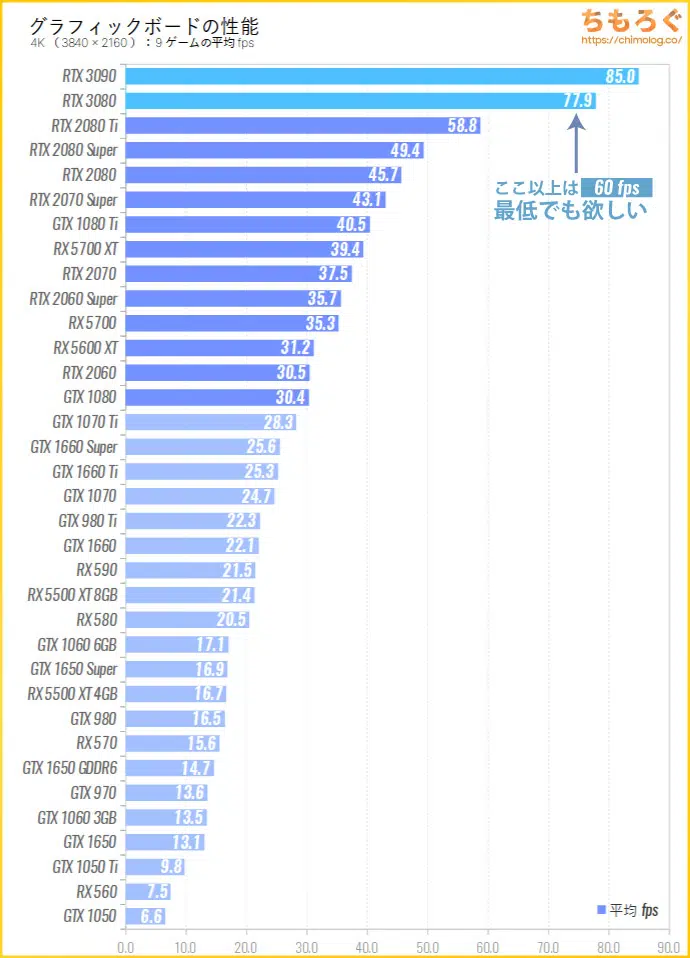 グラフィックボードの性能
4K （3840 × 2160）：9 ゲームの平均 fps
ちもろぐ
https://chimolog.co/
RTX 3090 85.0
RTX 3080 77.9
RTX 2080 Ti 58.8
RTX 2080 Super 49.4
RTX 2080 45.7
ここ以上は 60 fps
最低でも欲しい
RTX 2070 Super 43.1
GTX 1080 Ti 40.5
RX 5700 XT 39.4
RTX 2070 37.5
RTX 2060 Super 35.7
RX 5700 35.3
RX 5600 XT 31.2
RTX 2060 30.5
GTX 1080 30.4
GTX 1070 Ti 28.3
GTX 1660 Super 25.6
GTX 1660 Ti 25.3
GTX 1070 24.7
GTX 980 Ti 22.3
GTX 1660 22.1
RX 590 21.5
RX 5500 XT 8GB 21.4
RX 580 20.5
GTX 1060 6GB 17.1
GTX 1650 Super 16.9
RX 5500 XT 4GB 16.7
GTX 980 16.5
RX 570 15.6
GTX 1650 GDDR6 14.7
GTX 970 13.6
GTX 1060 3GB 13.5
GTX 1650 13.1
GTX 1050 Ti 9.8
RX 560 7.5
GTX 1050 6.6
平均 fps
0.0 10.0 20.0 30.0 40.0 50.0 60.0 70.0 80.0 90.0